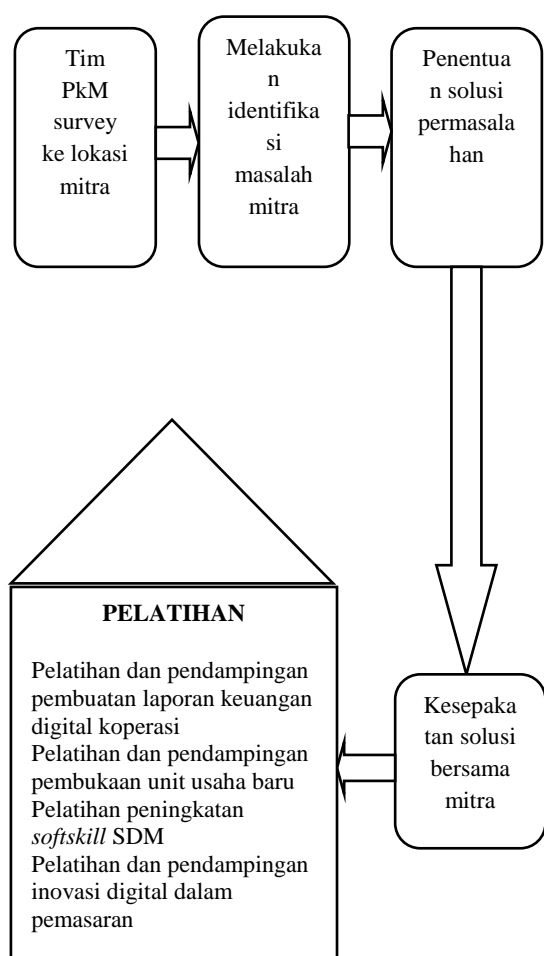 Tim
PkM
survey
ke lokasi
mitra
Melakuka
n
identifika
si
masalah
mitra
Penentua
n solusi
permasala
han
Kesepaka
tan solusi
bersama
mitra
PELATIHAN
Pelatihan dan pendampingan
pembuatan laporan keuangan
digital koperasi
Pelatihan dan pendampingan
pembukaan unit usaha baru
Pelatihan peningkatan
softskill SDM
Pelatihan dan pendampingan
inovasi digital dalam
pemasaran